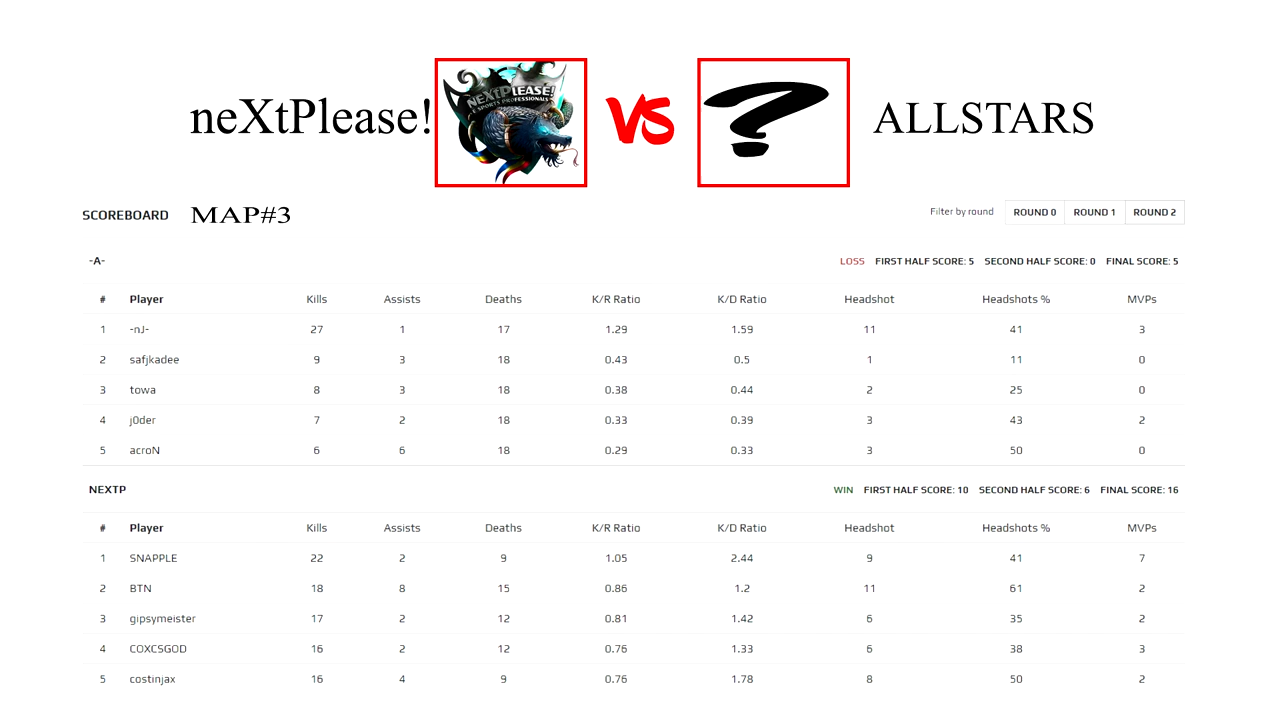 neXtPlease! NEXTPLEASE! E-SPORTS PROFESSIONALS VS ? ALLSTARS
SCOREBOARD MAP#3 Filter by round ROUND 0 ROUND 1 ROUND 2
-A- LOSS FIRST HALF SCORE: 5 SECOND HALF SCORE: 0 FINAL SCORE: 5
# Player Kills Assists Deaths K/R Ratio K/D Ratio Headshot Headshots % MVPs
1 -nJ- 27 1 17 1.29 1.59 11 41 3
2 safjkadee 9 3 18 0.43 0.5 1 11 0
3 towa 8 3 18 0.38 0.44 2 25 0
4 j0der 7 2 18 0.33 0.39 3 43 2
5 acroN 6 6 18 0.29 0.33 3 50 0
NEXTP WIN FIRST HALF SCORE: 10 SECOND HALF SCORE: 6 FINAL SCORE: 16
# Player Kills Assists Deaths K/R Ratio K/D Ratio Headshot Headshots % MVPs
1 SNAPPLE 22 2 9 1.05 2.44 9 41 7
2 BTN 18 8 15 0.86 1.2 11 61 2
3 gipsymeister 17 2 12 0.81 1.42 6 35 2
4 COXCSGOD 16 2 12 0.76 1.33 6 38 3
5 costinjax 16 4 9 0.76 1.78 8 50 2